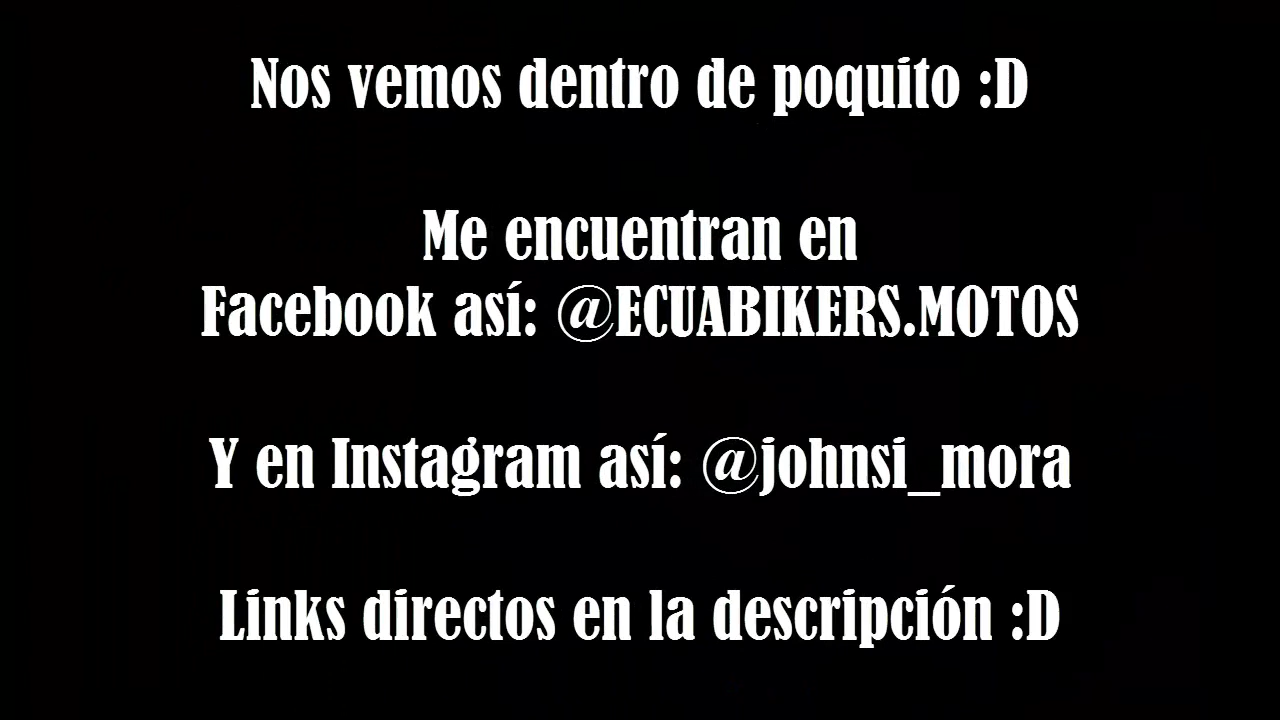 Nos vemos dentro de poquito :D
Me encuentran en
Facebook así: @ECUABIKERS.MOTOS
Y en Instagram así: @johnsi_mora
Links directos en la descripción :D